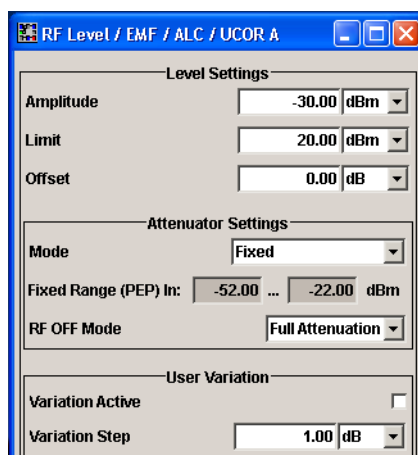 RF Level / EMF / ALC / UCOR A
Level Settings
Amplitude -30.00 dBm
Limit 20.00 dBm
Offset 0.00 dB
Attenuator Settings
Mode Fixed
Fixed Range (PEP) In: -52.00 ... -22.00 dBm
RF OFF Mode Full Attenuation
User Variation
Variation Active
Variation Step 1.00 dB